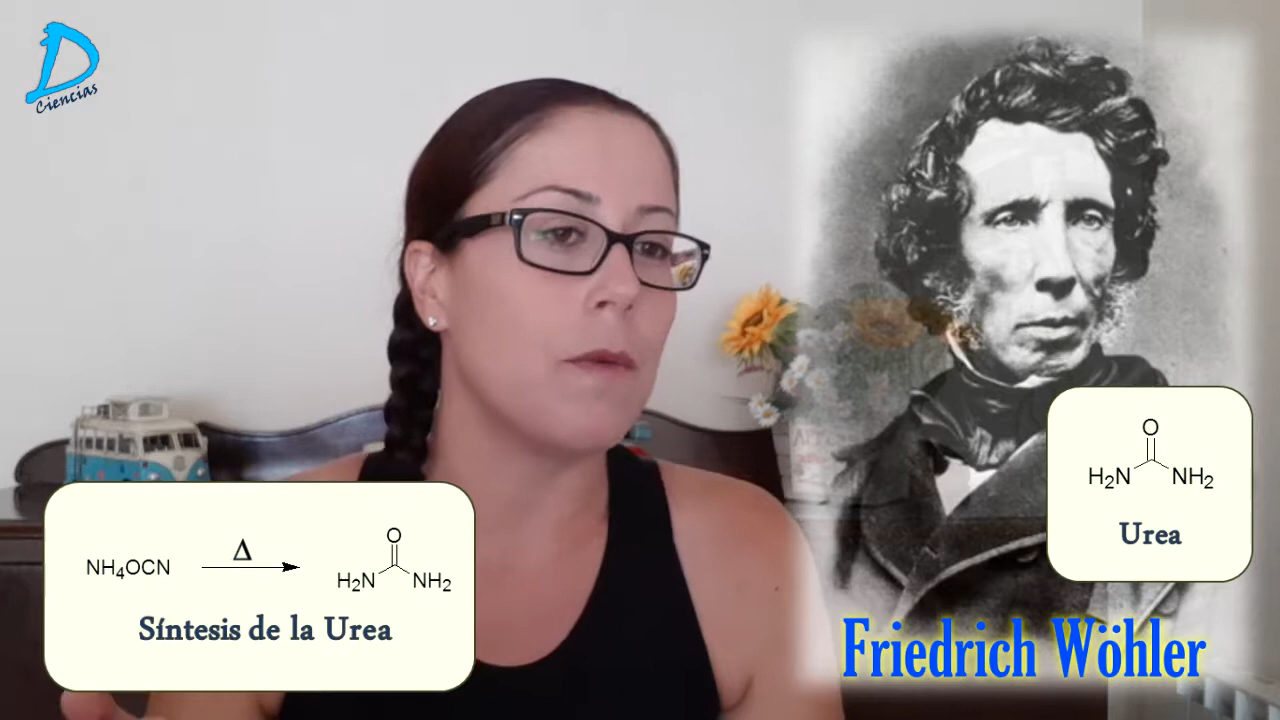 D
Ciencias
O
H₂N NH₂
Urea
NH₄OCN Δ O
H₂N NH₂
Síntesis de la Urea
Friedrich Wöhler